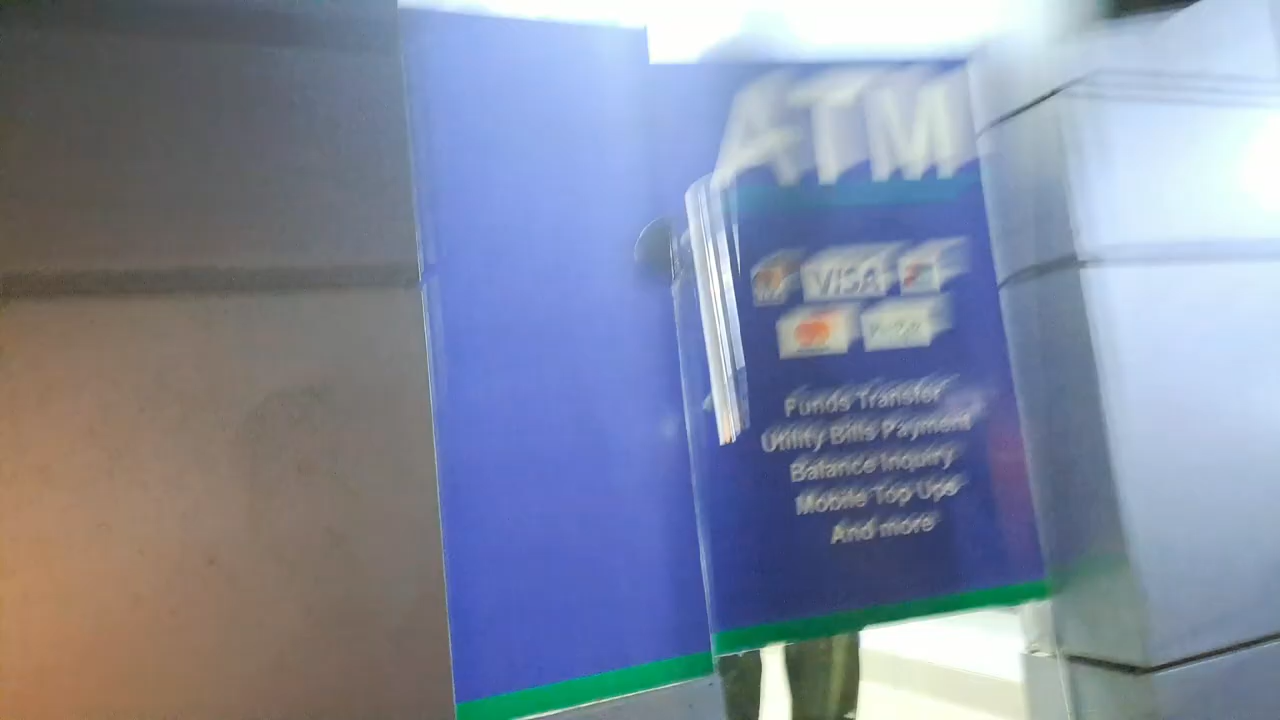 ATM
VISA
Funds Transfer
Utility Bills Payment
Balance Inquiry
Mobile Top Ups
And more